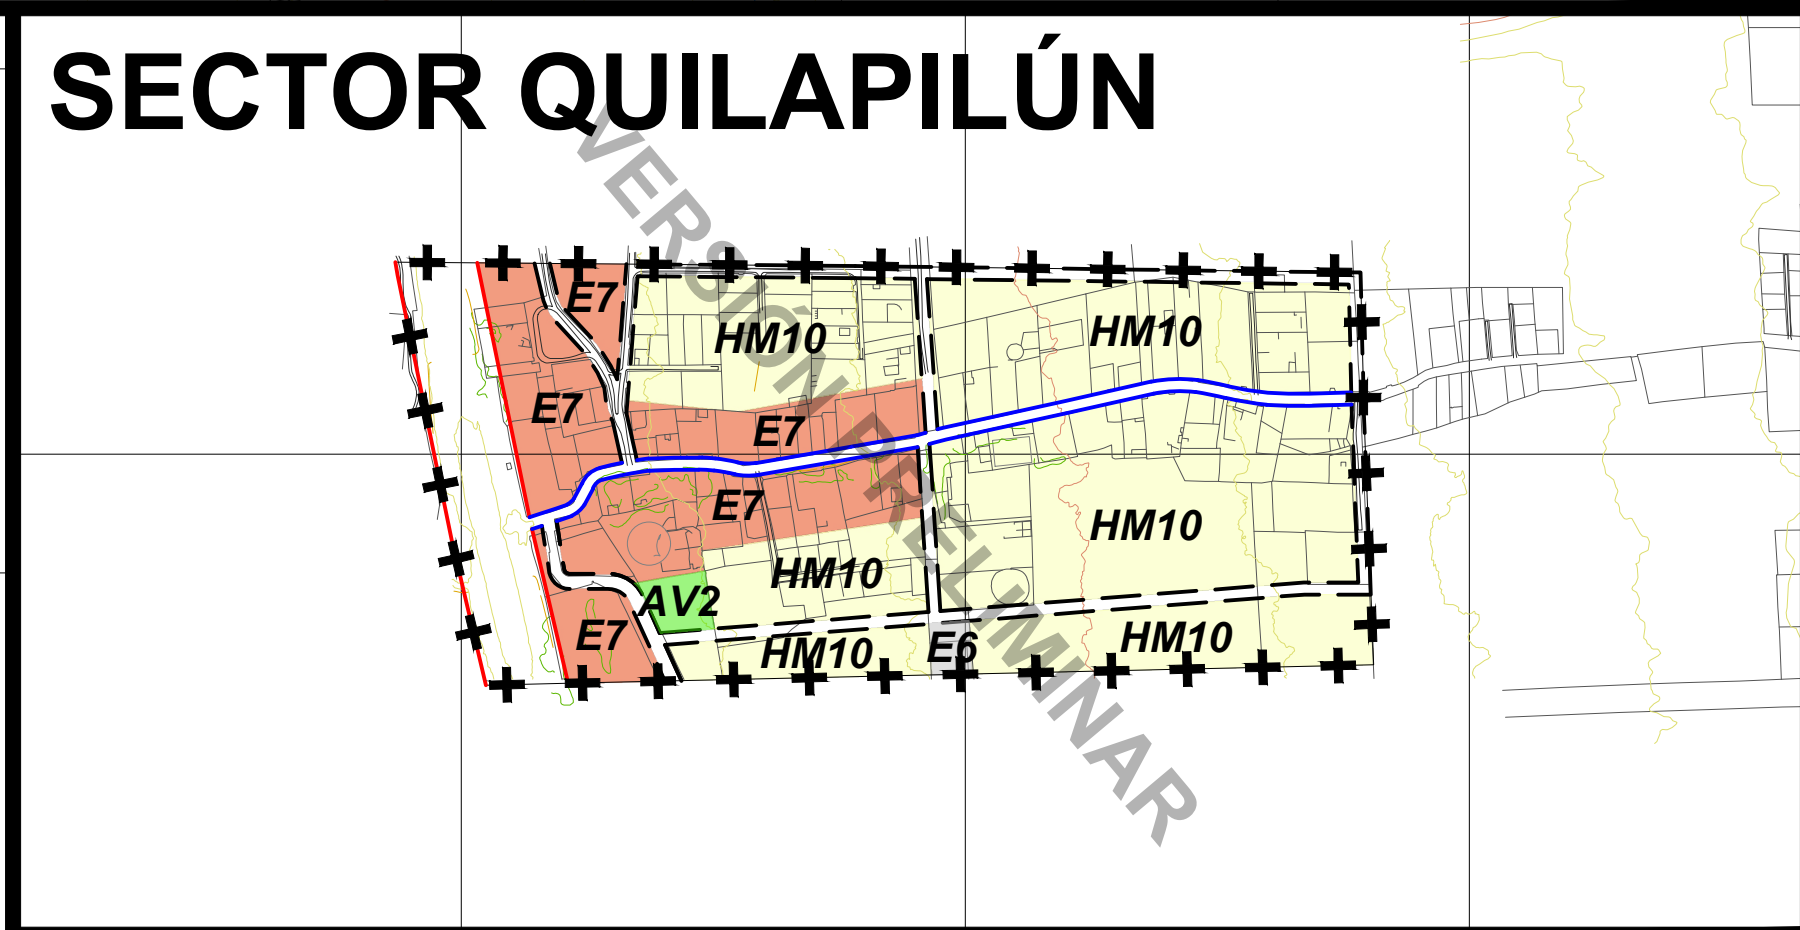 SECTOR QUILAPILÚN
VERSIÓN PRELIMINAR
E7
HM10
HM10
E7
E7
E7
HM10
HM10
AV2
E7
HM10
E6
HM10